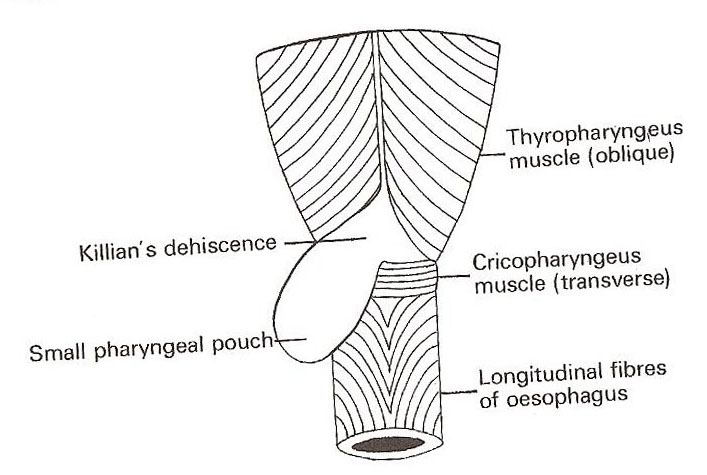 Thyropharyngeus
muscle (oblique)
Killian's dehiscence
Cricopharyngeus
muscle (transverse)
Small pharyngeal pouch
Longitudinal fibres
of oesophagus